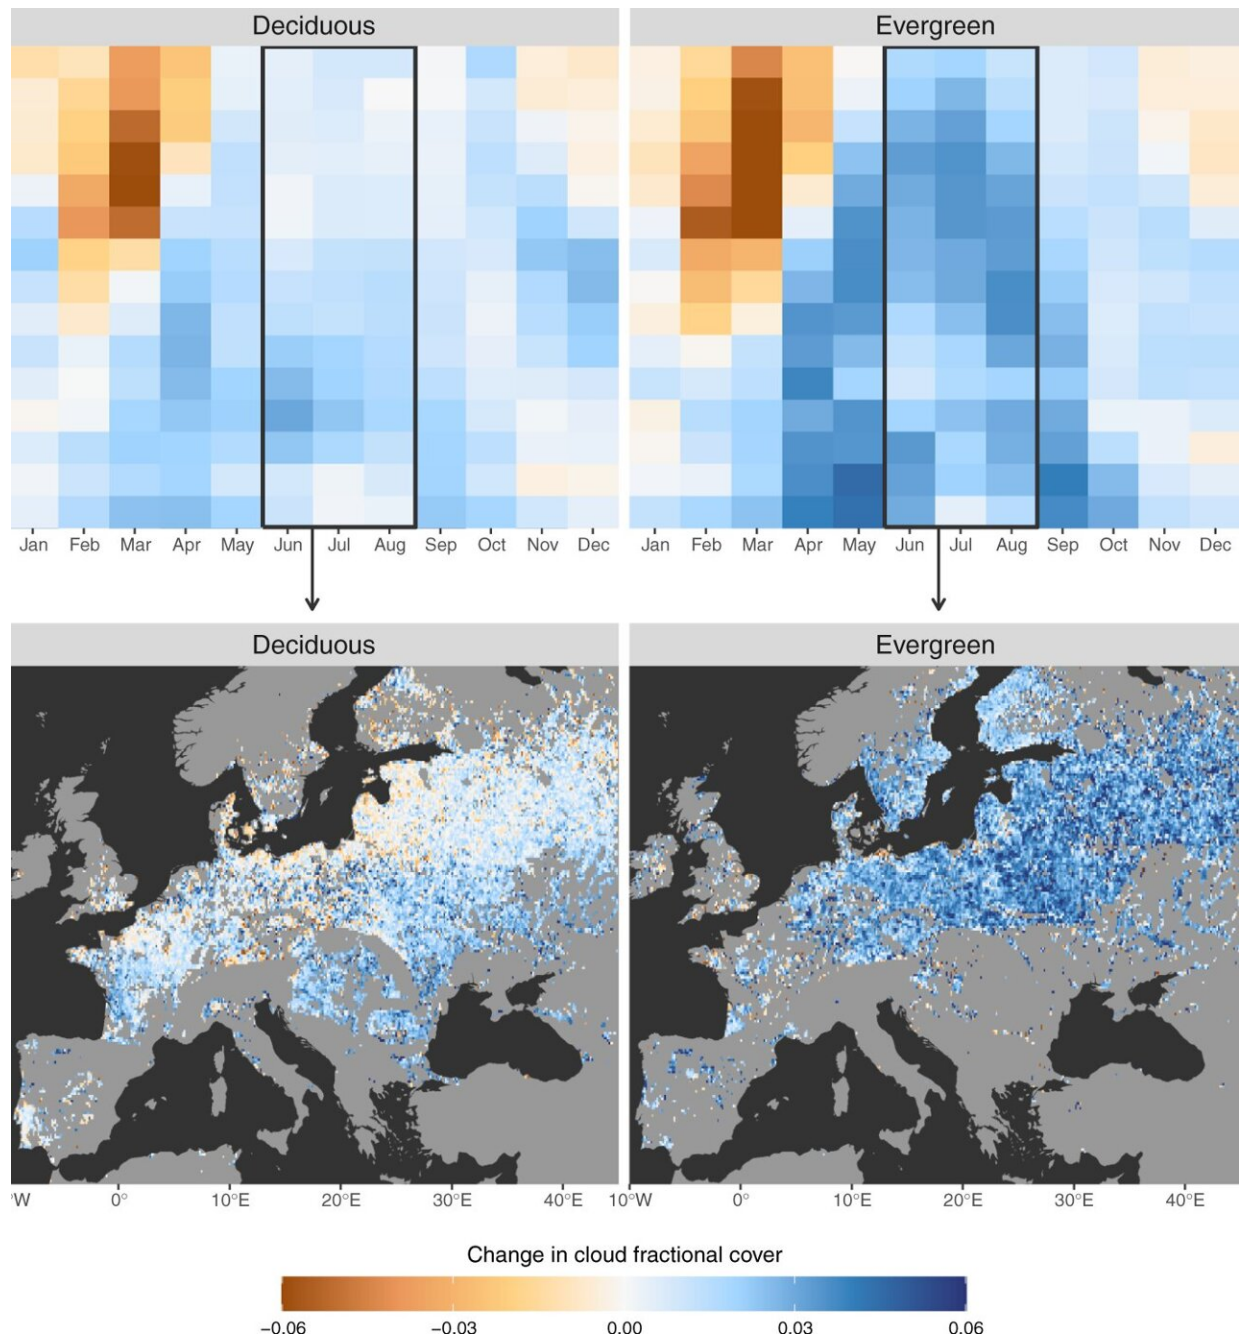 Deciduous Evergreen
Jan Feb Mar Apr May Jun Jul Aug Sep Oct Nov Dec Jan Feb Mar Apr May Jun Jul Aug Sep Oct Nov Dec
Deciduous Evergreen
°W 0° 10°E 20°E 30°E 40°E 0°W 0° 10°E 20°E 30°E 40°E
Change in cloud fractional cover
−0.06 −0.03 0.00 0.03 0.06